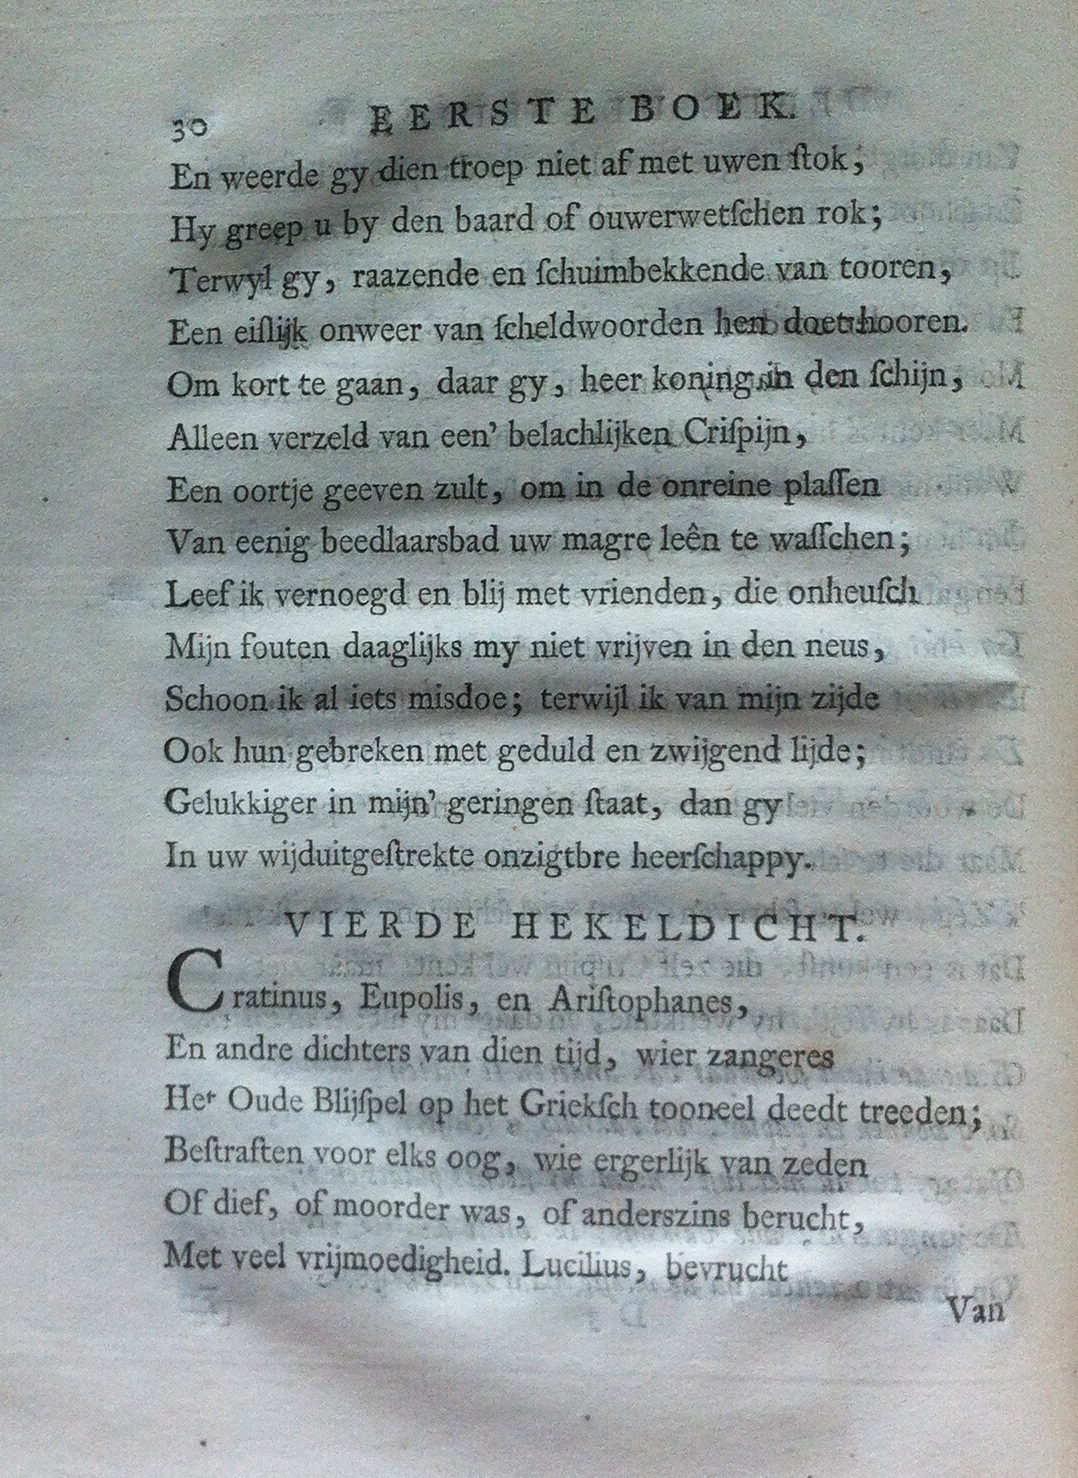 30 EERSTE BOEK.
En weerde gy dien troep niet af met uwen ſtok,
Hy greep u by den baard of ouwerwetſchen rok;
Terwyl gy, raazende en ſchuimbekkende van tooren,
Een eiſlijk onweer van ſcheldwoorden hen doet hooren.
Om kort te gaan, daar gy, heer koning in den ſchijn,
Alleen verzeld van een' belachlijken Criſpijn,
Een oortje geeven zult, om in de onreine plaſſen
Van eenig beedlaarsbad uw magre leên te waſſchen;
Leef ik vernoegd en blij met vrienden, die onheuſch
Mijn fouten daaglijks my niet vrijven in den neus,
Schoon ik al iets misdoe; terwijl ik van mijn zijde
Ook hun gebreken met geduld en zwijgend lijde;
Gelukkiger in mijn' geringen ſtaat, dan gy
In uw wijduitgeſtrekte onzigtbre heerſchappy.
VIERDE HEKELDICHT.
Cratinus, Eupolis, en Ariſtophanes,
En andre dichters van dien tijd, wier zangeres
Het Oude Blijſpel op het Griekſch tooneel deedt treeden;
Beſtraften voor elks oog, wie ergerlijk van zeden
Of dief, of moorder was, of anderszins berucht,
Met veel vrijmoedigheid. Lucilius, bevrucht
Van